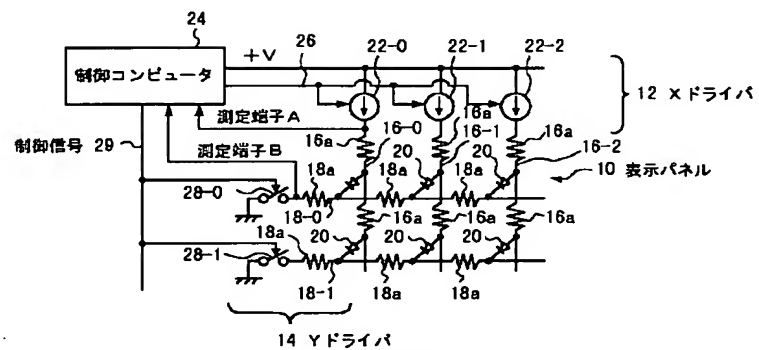 24
+V
26
22-0
22-1
22-2
制御コンピュータ
12 Xドライバ
測定端子A
16a
16-0
16a
16-1
16a
16-2
制御信号 29
測定端子B
20
20
20
10 表示パネル
28-0
18a
18a
18a
18-0
16a
16a
16a
28-1
18a
20
20
20
18-1
18a
18a
14 Yドライバ